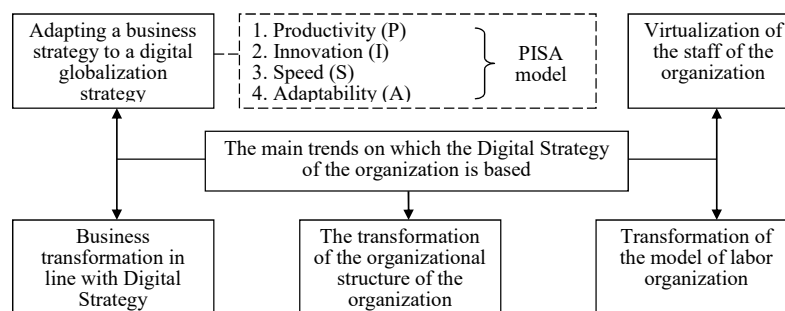 Adapting a business
strategy to a digital
globalization
strategy
1. Productivity (P)
2. Innovation (I)
3. Speed (S)
4. Adaptability (A)
PISA
model
Virtualization of
the staff of the
organization
The main trends on which the Digital Strategy
of the organization is based
Business
transformation in
line with Digital
Strategy
The transformation
of the organizational
structure of the
organization
Transformation of
the model of labor
organization